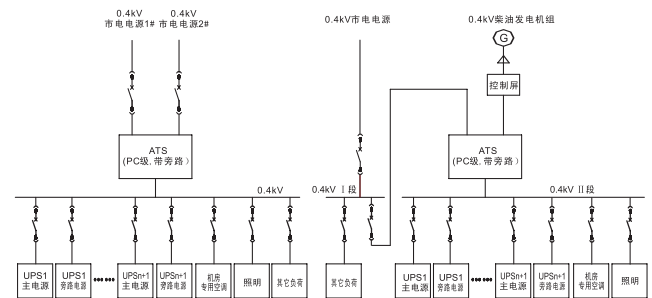 0.4kV
市电电源1#
0.4kV
市电电源2#
0.4kV市电电源
0.4kV柴油发电机组
G
控制屏
ATS
(PC级,带旁路)
ATS
(PC级,带旁路)
0.4kV
0.4kV Ⅰ段
0.4kV Ⅱ段
UPS1
主电源
UPS1
旁路电源
UPSn+1
主电源
UPSn+1
旁路电源
机房
专用空调
照明
其它负荷
其它负荷
UPS1
主电源
UPS1
旁路电源
UPSn+1
主电源
UPSn+1
旁路电源
机房
专用空调
照明